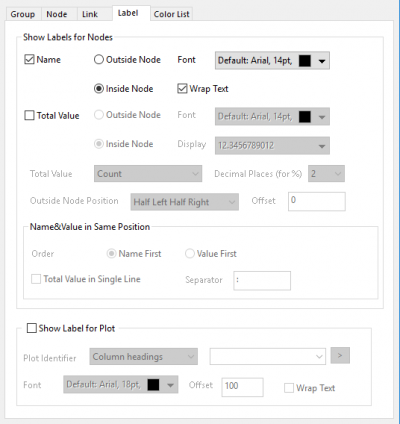 Group Node Link Label Color List
Show Labels for Nodes
Name Outside Node Font Default: Arial, 14pt,
Inside Node Wrap Text
Total Value Outside Node Font Default: Arial, 14pt,
Inside Node Display 12.3456789012
Total Value Count Decimal Places (for %) 2
Outside Node Position Half Left Half Right Offset 0
Name&Value in Same Position
Order Name First Value First
Total Value in Single Line Separator :
Show Label for Plot
Plot Identifier Column headings >
Font Default: Arial, 18pt, Offset 100 Wrap Text